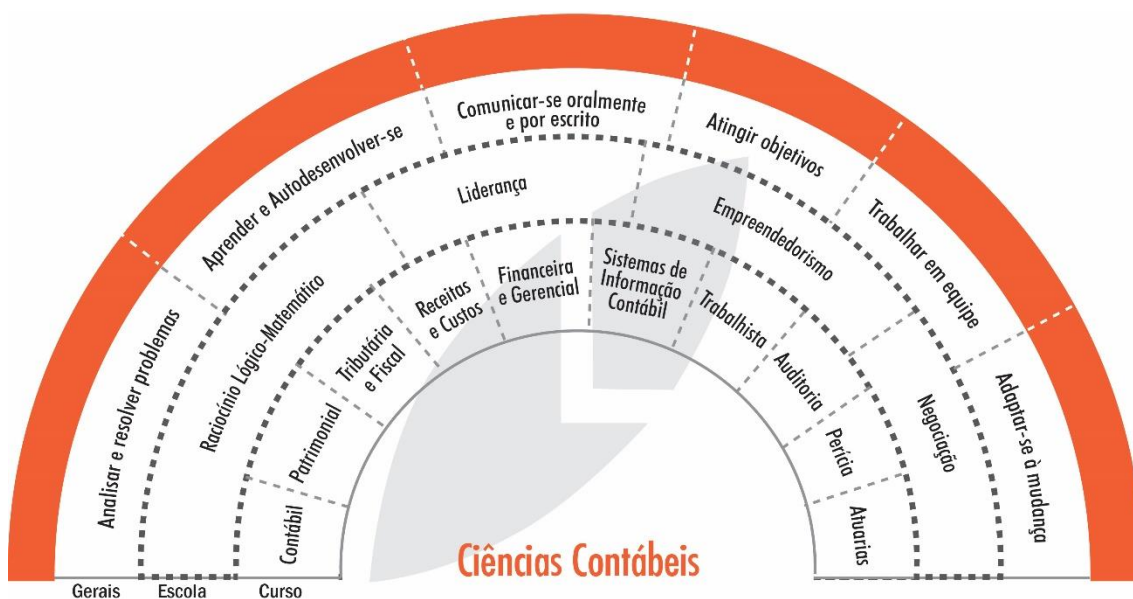 Analisar e resolver problemas
Aprender e Autodesenvolver-se
Comunicar-se oralmente
e por escrito
Atingir objetivos
Trabalhar em equipe
Adaptar-se à mudança
Raciocínio Lógico-Matemático
Liderança
Empreendedorismo
Negociação
Contábil
Patrimonial
Tributária
e Fiscal
Receitas
e Custos
Financeira
e Gerencial
Sistemas de
Informação
Contábil
Trabalhista
Auditoria
Perícia
Atuarias
Ciências Contábeis
Gerais
Escola
Curso